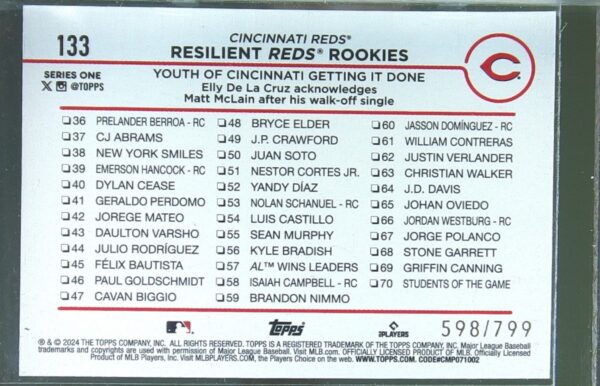 133
CINCINNATI REDS®
RESILIENT REDS® ROOKIES
SERIES ONE
@TOPPS
YOUTH OF CINCINNATI GETTING IT DONE
Elly De La Cruz acknowledges
Matt McLain after his walk-off single
36 PRELANDER BERROA - RC
37 CJ ABRAMS
38 NEW YORK SMILES
39 EMERSON HANCOCK - RC
40 DYLAN CEASE
41 GERALDO PERDOMO
42 JOREGE MATEO
43 DAULTON VARSHO
44 JULIO RODRÍGUEZ
45 FÉLIX BAUTISTA
46 PAUL GOLDSCHMIDT
47 CAVAN BIGGIO
48 BRYCE ELDER
49 J.P. CRAWFORD
50 JUAN SOTO
51 NESTOR CORTES JR.
52 YANDY DÍAZ
53 NOLAN SCHANUEL - RC
54 LUIS CASTILLO
55 SEAN MURPHY
56 KYLE BRADISH
57 AL™ WINS LEADERS
58 ISAIAH CAMPBELL - RC
59 BRANDON NIMMO
60 JASSON DOMÍNGUEZ - RC
61 WILLIAM CONTRERAS
62 JUSTIN VERLANDER
63 CHRISTIAN WALKER
64 J.D. DAVIS
65 JOHAN OVIEDO
66 JORDAN WESTBURG - RC
67 JORGE POLANCO
68 STONE GARRETT
69 GRIFFIN CANNING
70 STUDENTS OF THE GAME
Topps
PLAYERS
598/799
® & © 2024 THE TOPPS COMPANY, INC. ALL RIGHTS RESERVED. TOPPS IS A REGISTERED TRADEMARK OF THE TOPPS COMPANY, INC. Major League Baseball
trademarks and copyrights are used with permission of Major League Baseball. Visit MLB.com. OFFICIALLY LICENSED PRODUCT OF MLB
Players, Inc. Visit MLBPLAYERS.COM, the Players Choice on the web. WWW.TOPPS.COM. CODE#CMP071002